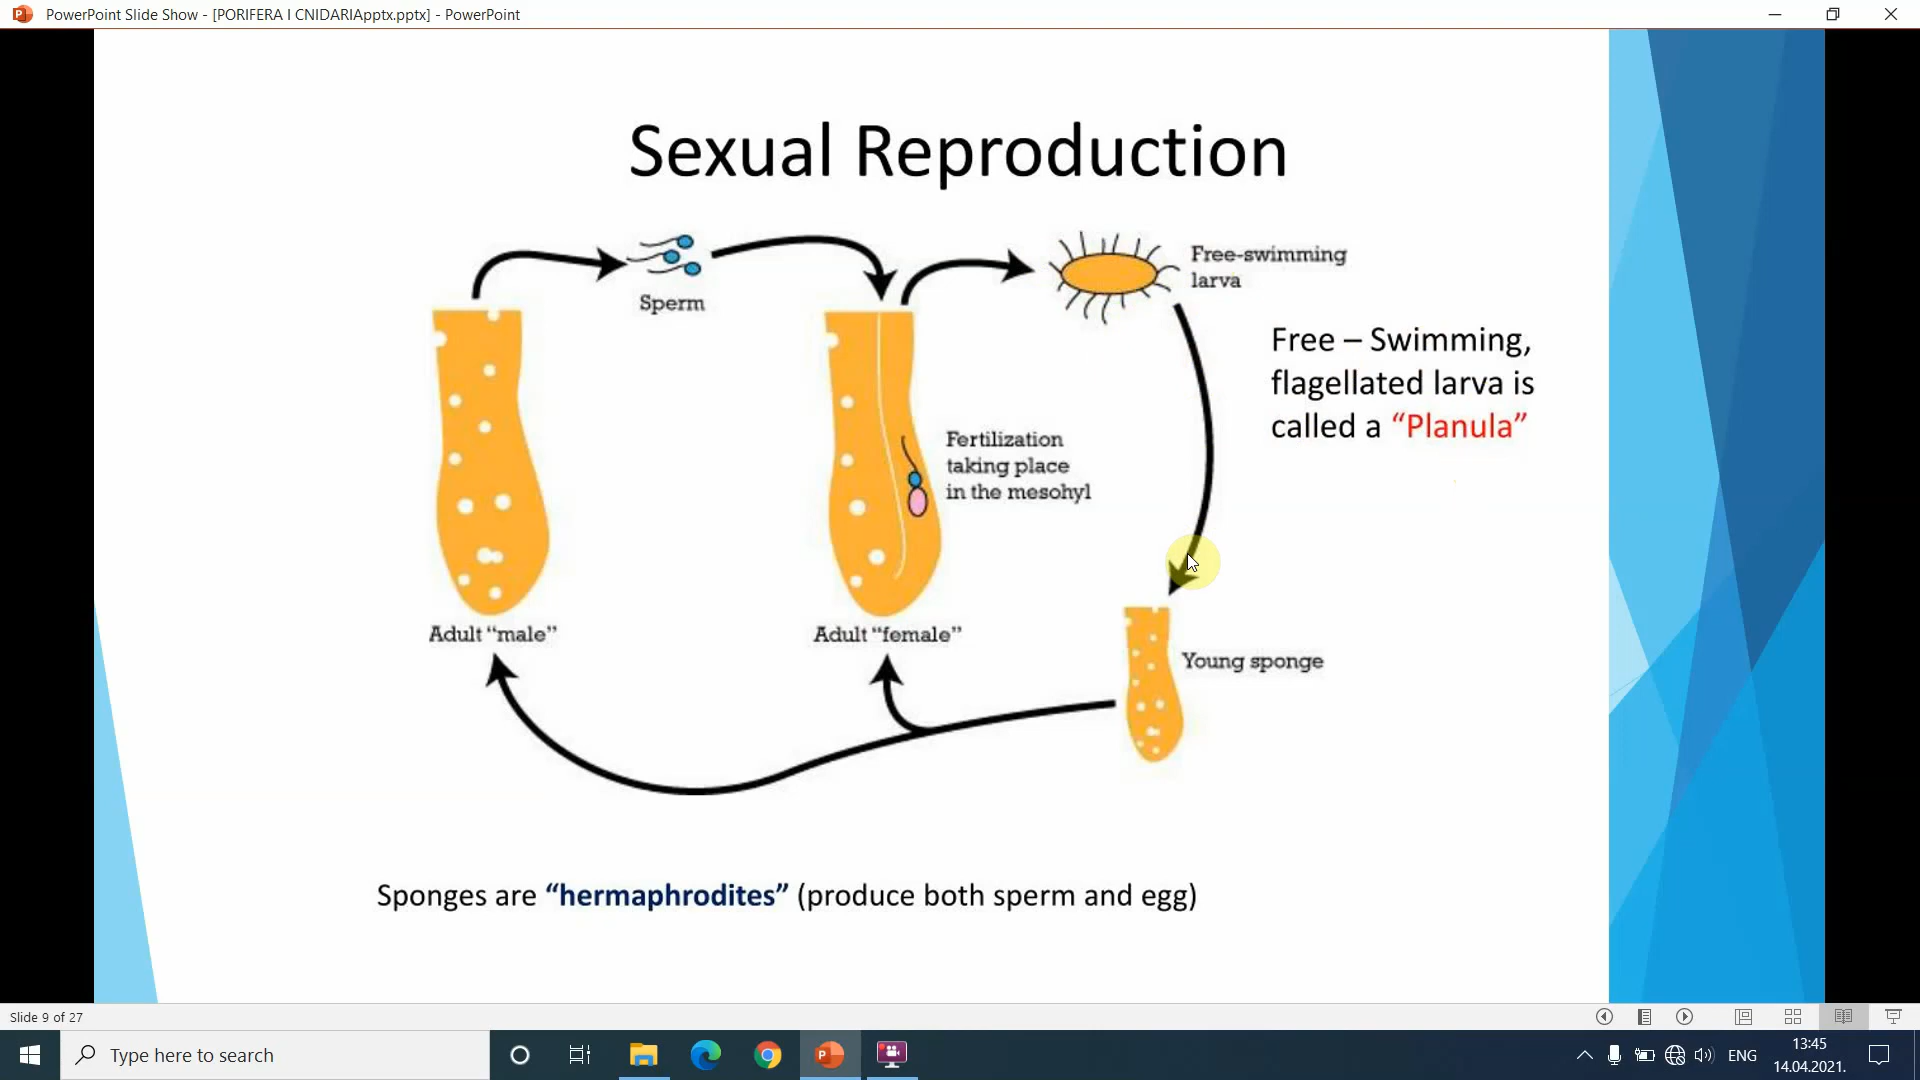 PowerPoint Slide Show - [PORIFERA I CNIDARIApptx.pptx] - PowerPoint
Sexual Reproduction
Sperm
Free-swimming
larva
Free – Swimming,
flagellated larva is
called a “Planula”
Fertilization
taking place
in the mesohyl
Adult “male”
Adult “female”
Young sponge
Sponges are “hermaphrodites” (produce both sperm and egg)
Slide 9 of 27
Type here to search
ENG
13:45
14.04.2021.